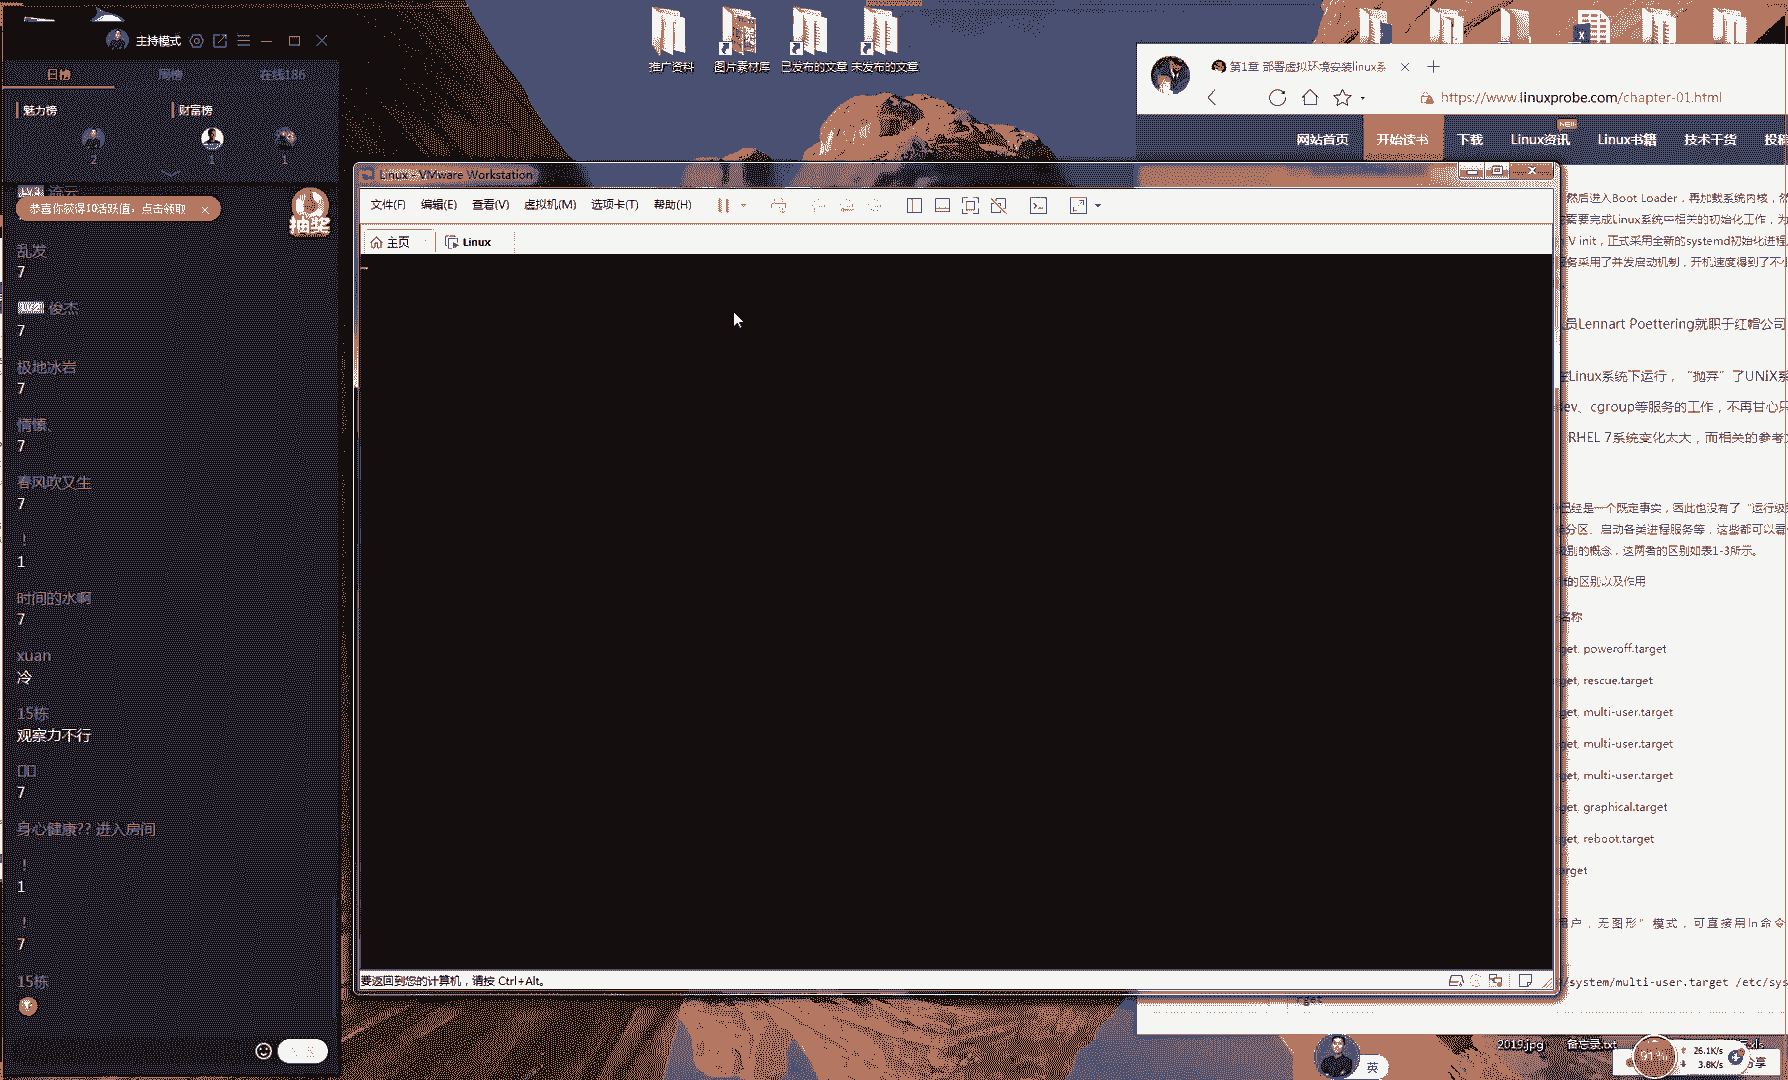 主持模式
日榜
周榜
在线186
魅力榜
财富榜
2
1
1
LV.4 流云
恭喜你获得10活跃值，点击领取
抽奖
乱发
7
俊杰
7
极地冰岩
7
情愫、
7
春风吹又生
7
！
1
时间的水啊
7
xuan
冷
15栋
观察力不行
7
身心健康?? 进入房间
！
1
！
7
15栋
推广资料
图片素材库
已发布的文章
未发布的文章
第1章 部署虚拟环境安装linux系
https://www.linuxprobe.com/chapter-01.html
网站首页
开始读书
下载
NEW
Linux资讯
Linux书籍
技术干货
投稿
Linux - VMware Workstation
文件(F)
编辑(E)
查看(V)
虚拟机(M)
选项卡(T)
帮助(H)
主页
Linux
要返回到您的计算机，请按 Ctrl+Alt。
然后进入Boot Loader，再加载系统内核，然
需要完成Linux系统中相关的初始化工作，为
V init，正式采用全新的systemd初始化进程
务采用了并发启动机制，开机速度得到了不小
员Lennart Poettering就职于红帽公司
Linux系统下运行，“抛弃”了UNIX系
ev、cgroup等服务的工作，不再甘心只
RHEL 7系统变化太大，而相关的参考文
已经是一个既定事实，因此也没有了“运行级
分区、启动各类进程服务等，这些都可以看
别的概念，这两者的区别如表1-3所示。
的区别以及作用
名称
get, poweroff.target
get, rescue.target
get, multi-user.target
get, multi-user.target
get, multi-user.target
get, graphical.target
get, reboot.target
arget
用户，无图形”模式，可直接用ln命令
/system/multi-user.target /etc/sys
rget
2019.jpg
备忘录.txt
.xls
英
91%
26.1K/s
3.8K/s
分享